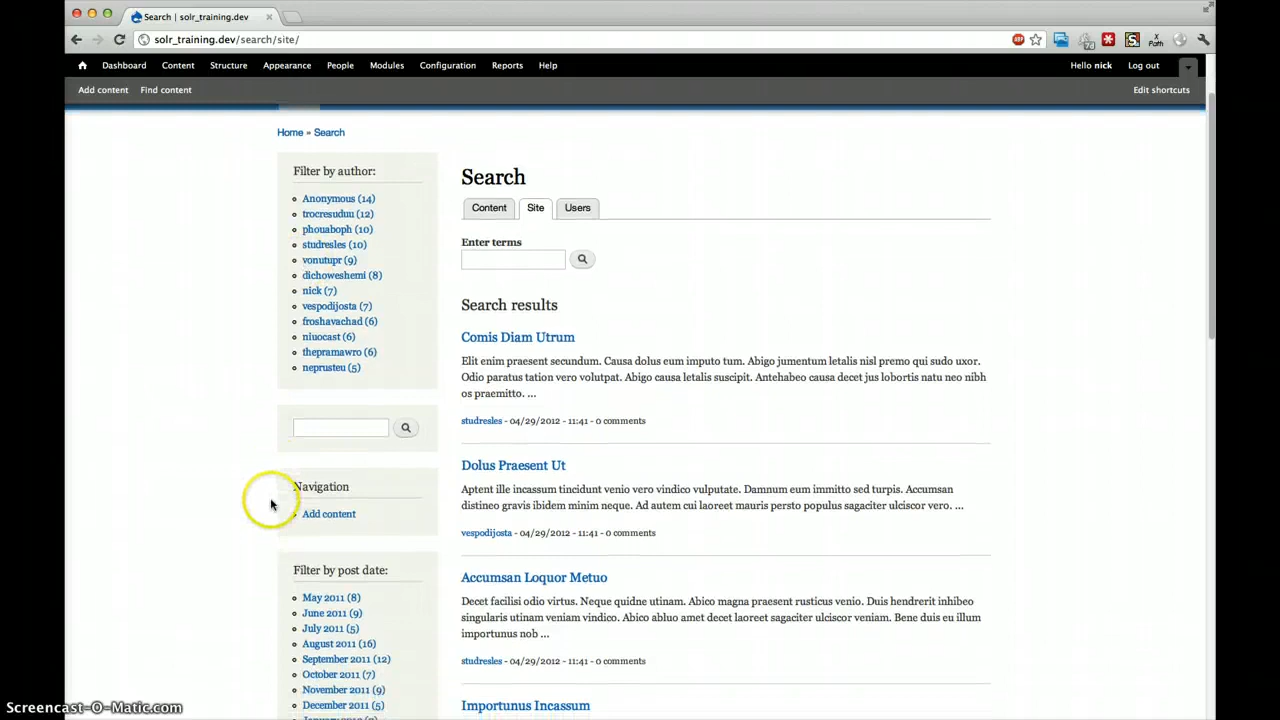 Search | solr_training.dev
solr_training.dev/search/site/
Dashboard Content Structure Appearance People Modules Configuration Reports Help Hello nick Log out
Add content Find content Edit shortcuts
Home » Search
Filter by author:
Anonymous (14)
trocresuduu (12)
phouaboph (10)
studresles (10)
vonutupr (9)
dichoweshemi (8)
nick (7)
vespodijosta (7)
froshavachad (6)
niuocast (6)
thepramawro (6)
neprusteu (5)
Navigation
Add content
Filter by post date:
May 2011 (8)
June 2011 (9)
July 2011 (5)
August 2011 (16)
September 2011 (12)
October 2011 (7)
November 2011 (9)
December 2011 (5)
Search
Content Site Users
Enter terms
Search results
Comis Diam Utrum
Elit enim praesent secundum. Causa dolus eum imputo tum. Abigo jumentum letalis nisl premo qui sudo uxor.
Odio paratus tation vero volutpat. Abigo causa letalis suscipit. Antehabeo causa decet jus lobortis natu neo nibh
os praemitto. ...
studresles - 04/29/2012 - 11:41 - 0 comments
Dolus Praesent Ut
Aptent ille incassum tincidunt venio vero vindico vulputate. Damnum eum immitto sed turpis. Accumsan
distineo gravis ibidem minim neque. Ad autem cui laoreet mauris persto populus sagaciter ulciscor vero. ...
vespodijosta - 04/29/2012 - 11:41 - 0 comments
Accumsan Loquor Metuo
Decet facilisi odio virtus. Neque quidne utinam. Abico magna praesent rusticus venio. Duis hendrerit inhibeo
singularis utinam veniam vindico. Abico abluo amet decet laoreet sagaciter ulciscor veniam. Bene duis eu illum
importunus nob ...
studresles - 04/29/2012 - 11:41 - 0 comments
Importunus Incassum
Screencast-O-Matic.com